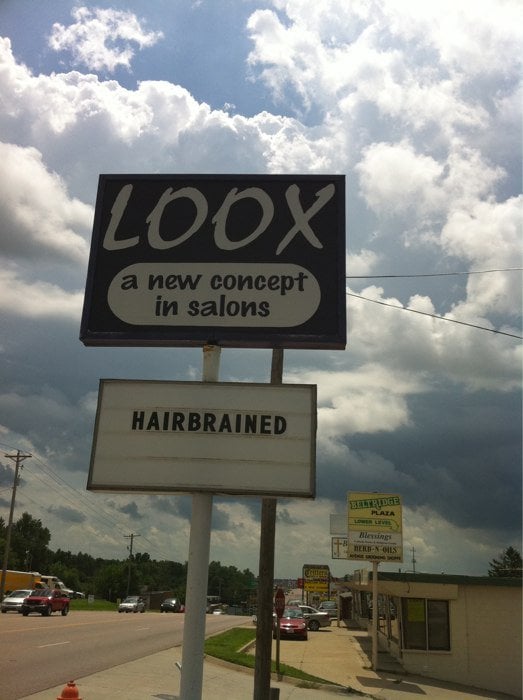 LOOX
a new concept
in salons
HAIRBRAINED
BELTRIDGE
PLAZA
LOWER LEVEL
Blessings
HERB-N-OILS